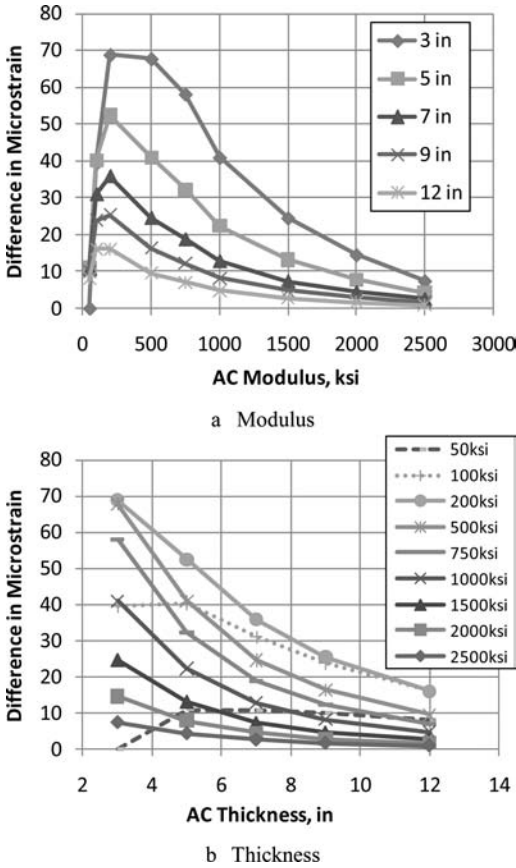 80
70
60
50
40
30
20
10
0
Difference in Microstrain
3 in
5 in
7 in
9 in
12 in
0 500 1000 1500 2000 2500 3000
AC Modulus, ksi
a Modulus
80
70
60
50
40
30
20
10
0
Difference in Microstrain
50ksi
100ksi
200ksi
500ksi
750ksi
1000ksi
1500ksi
2000ksi
2500ksi
2 4 6 8 10 12 14
AC Thickness, in
b Thickness